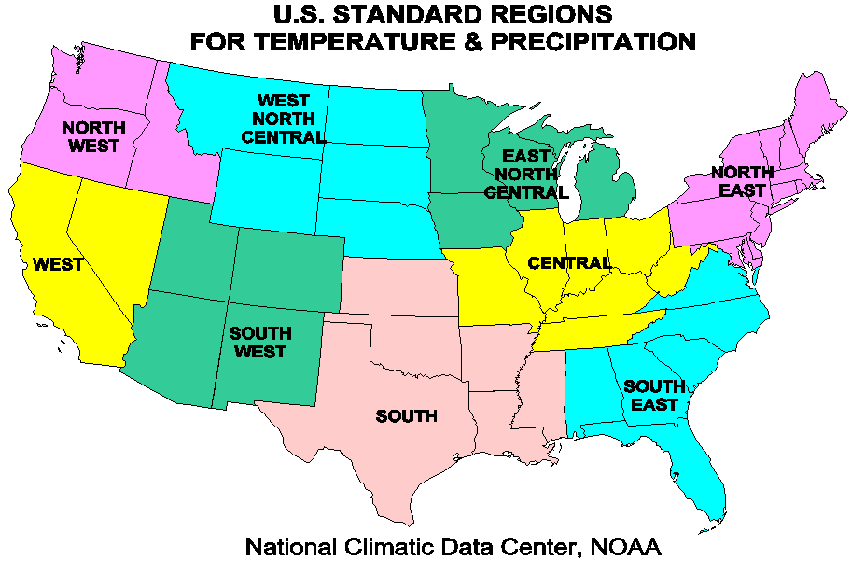 U.S. STANDARD REGIONS
FOR TEMPERATURE & PRECIPITATION
WEST
NORTH
CENTRAL
NORTH
WEST
EAST
NORTH
CENTRAL
NORTH
EAST
WEST
CENTRAL
SOUTH
WEST
SOUTH
EAST
SOUTH
National Climatic Data Center, NOAA